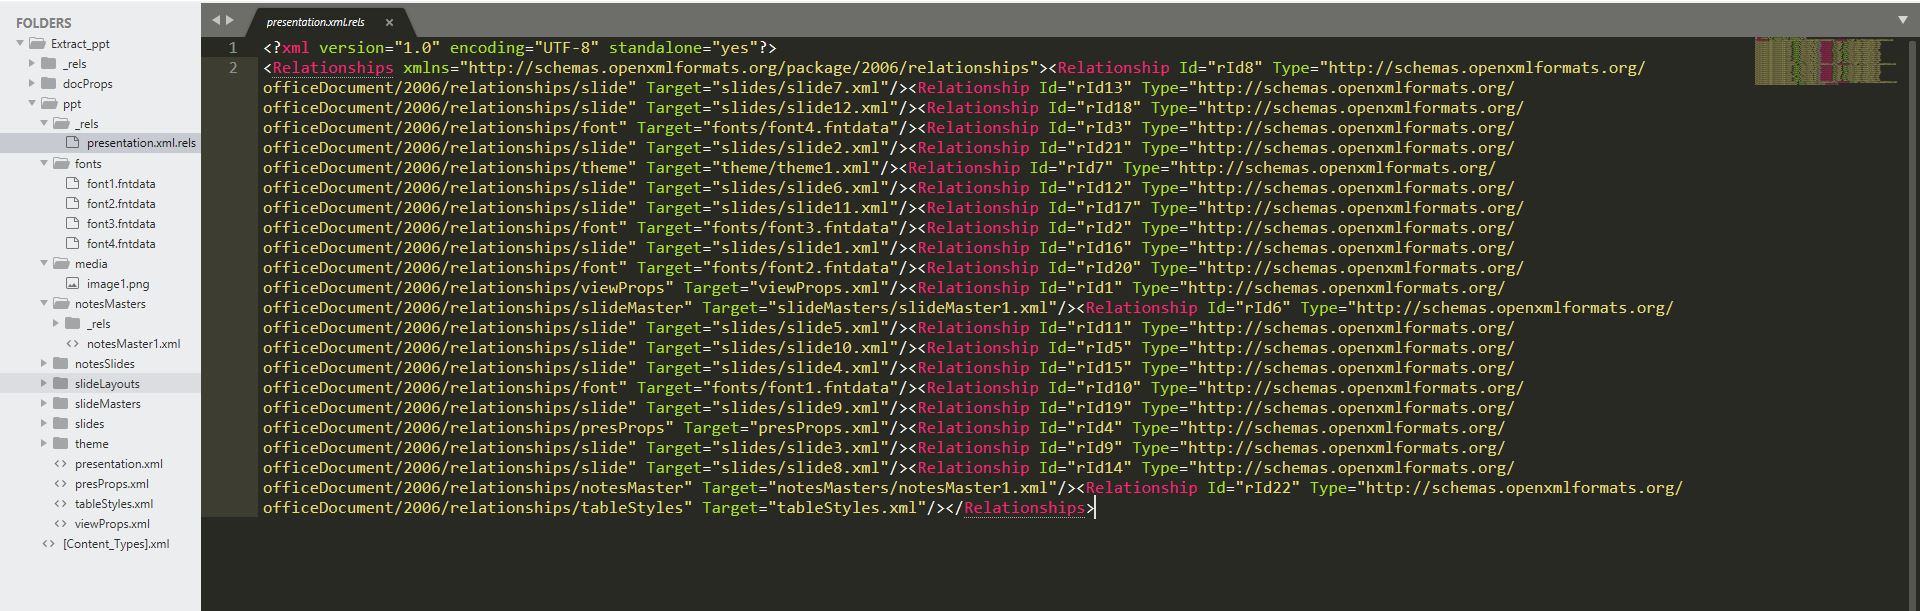 FOLDERS
Extract_ppt
_rels
docProps
ppt
_rels
presentation.xml.rels
fonts
font1.fntdata
font2.fntdata
font3.fntdata
font4.fntdata
media
image1.png
notesMasters
_rels
notesMaster1.xml
notesSlides
slideLayouts
slideMasters
slides
theme
presentation.xml
presProps.xml
tableStyles.xml
viewProps.xml
[Content_Types].xml
presentation.xml.rels ×
1 <?xml version="1.0" encoding="UTF-8" standalone="yes"?>
2 <Relationships xmlns="http://schemas.openxmlformats.org/package/2006/relationships"><Relationship Id="rId8" Type="http://schemas.openxmlformats.org/
officeDocument/2006/relationships/slide" Target="slides/slide7.xml"/><Relationship Id="rId13" Type="http://schemas.openxmlformats.org/
officeDocument/2006/relationships/slide" Target="slides/slide12.xml"/><Relationship Id="rId18" Type="http://schemas.openxmlformats.org/
officeDocument/2006/relationships/font" Target="fonts/font4.fntdata"/><Relationship Id="rId3" Type="http://schemas.openxmlformats.org/
officeDocument/2006/relationships/slide" Target="slides/slide2.xml"/><Relationship Id="rId21" Type="http://schemas.openxmlformats.org/
officeDocument/2006/relationships/theme" Target="theme/theme1.xml"/><Relationship Id="rId7" Type="http://schemas.openxmlformats.org/
officeDocument/2006/relationships/slide" Target="slides/slide6.xml"/><Relationship Id="rId12" Type="http://schemas.openxmlformats.org/
officeDocument/2006/relationships/slide" Target="slides/slide11.xml"/><Relationship Id="rId17" Type="http://schemas.openxmlformats.org/
officeDocument/2006/relationships/font" Target="fonts/font3.fntdata"/><Relationship Id="rId2" Type="http://schemas.openxmlformats.org/
officeDocument/2006/relationships/slide" Target="slides/slide1.xml"/><Relationship Id="rId16" Type="http://schemas.openxmlformats.org/
officeDocument/2006/relationships/font" Target="fonts/font2.fntdata"/><Relationship Id="rId20" Type="http://schemas.openxmlformats.org/
officeDocument/2006/relationships/viewProps" Target="viewProps.xml"/><Relationship Id="rId1" Type="http://schemas.openxmlformats.org/
officeDocument/2006/relationships/slideMaster" Target="slideMasters/slideMaster1.xml"/><Relationship Id="rId6" Type="http://schemas.openxmlformats.org/
officeDocument/2006/relationships/slide" Target="slides/slide5.xml"/><Relationship Id="rId11" Type="http://schemas.openxmlformats.org/
officeDocument/2006/relationships/slide" Target="slides/slide10.xml"/><Relationship Id="rId5" Type="http://schemas.openxmlformats.org/
officeDocument/2006/relationships/slide" Target="slides/slide4.xml"/><Relationship Id="rId15" Type="http://schemas.openxmlformats.org/
officeDocument/2006/relationships/font" Target="fonts/font1.fntdata"/><Relationship Id="rId10" Type="http://schemas.openxmlformats.org/
officeDocument/2006/relationships/slide" Target="slides/slide9.xml"/><Relationship Id="rId19" Type="http://schemas.openxmlformats.org/
officeDocument/2006/relationships/presProps" Target="presProps.xml"/><Relationship Id="rId4" Type="http://schemas.openxmlformats.org/
officeDocument/2006/relationships/slide" Target="slides/slide3.xml"/><Relationship Id="rId9" Type="http://schemas.openxmlformats.org/
officeDocument/2006/relationships/slide" Target="slides/slide8.xml"/><Relationship Id="rId14" Type="http://schemas.openxmlformats.org/
officeDocument/2006/relationships/notesMaster" Target="notesMasters/notesMaster1.xml"/><Relationship Id="rId22" Type="http://schemas.openxmlformats.org/
officeDocument/2006/relationships/tableStyles" Target="tableStyles.xml"/></Relationships>